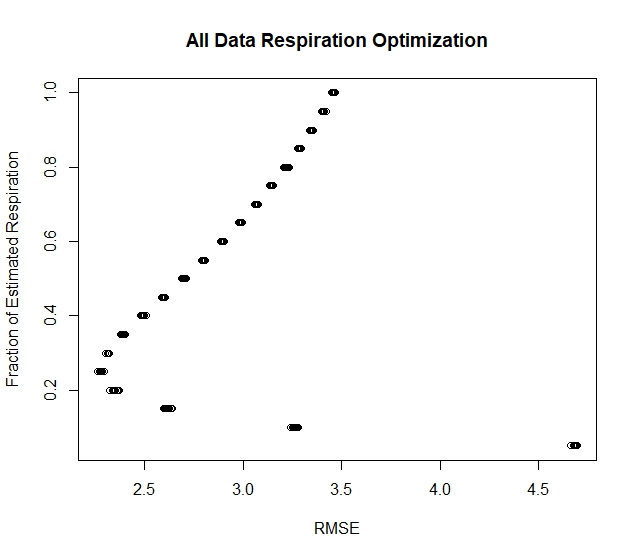 All Data Respiration Optimization
Fraction of Estimated Respiration
1.0
0.8
0.6
0.4
0.2
2.5 3.0 3.5 4.0 4.5
RMSE